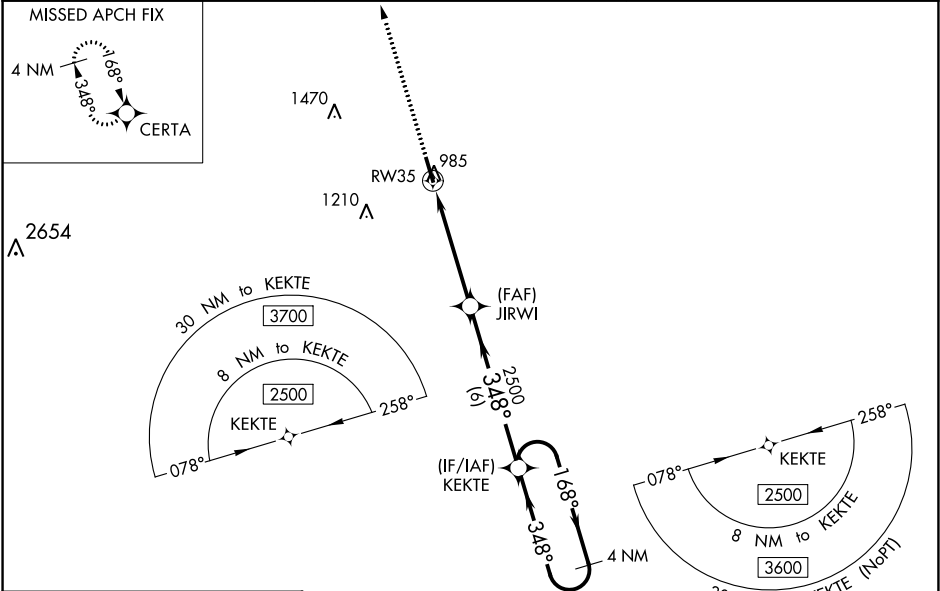 MISSED APCH FIX
4 NM
168°
348°
CERTA
1470
985
RW35
1210
2654
(FAF)
JIRWI
30 NM to KEKTE
3700
8 NM to KEKTE
2500
KEKTE
258°
078°
2500
348°
(6)
(IF/IAF)
KEKTE
168°
348°
4 NM
258°
078°
KEKTE
2500
8 NM to KEKTE
3600
KEKTE (NoPT)